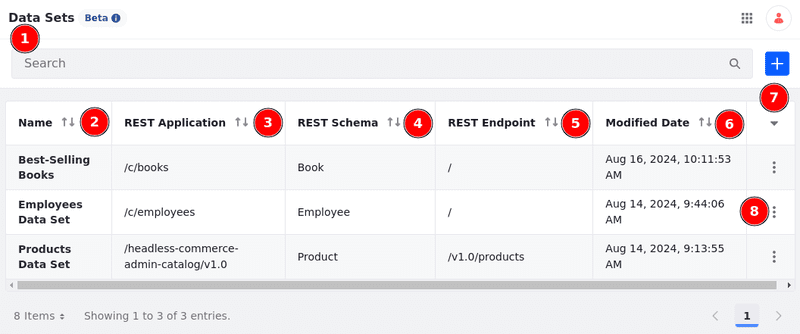 Data Sets Beta
1
Search
7
Name 2 REST Application 3 REST Schema 4 REST Endpoint 5 Modified Date 6
Best-Selling
Books
/c/books
Book
/
Aug 16, 2024, 10:11:53
AM
Employees
Data Set
/c/employees
Employee
/
Aug 14, 2024, 9:44:06
AM
8
Products
Data Set
/headless-commerce-
admin-catalog/v1.0
Product
/v1.0/products
Aug 14, 2024, 9:13:55
AM
8 Items Showing 1 to 3 of 3 entries. 1